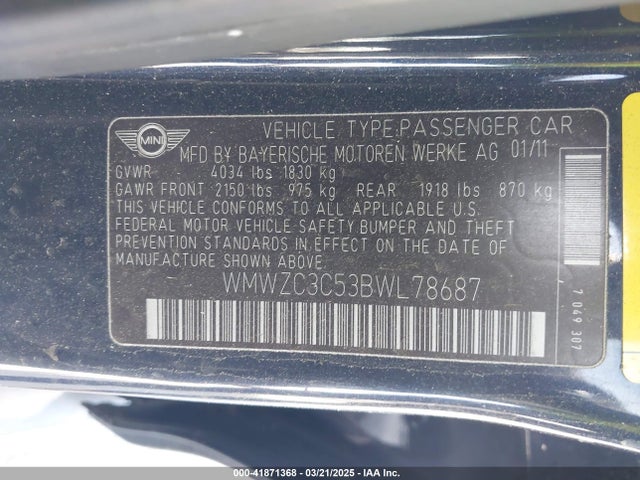 MINI
VEHICLE TYPE:PASSENGER CAR
MFD BY BAYERISCHE MOTOREN WERKE AG 01/11
GVWR 4034 lbs 1830 kg
GAWR FRONT 2150 lbs 975 kg REAR 1918 lbs 870 kg
THIS VEHICLE CONFORMS TO ALL APPLICABLE U.S.
FEDERAL MOTOR VEHICLE SAFETY,BUMPER AND THEFT
PREVENTION STANDARDS IN EFFECT ON THE DATE OF
MANUFACTURE SHOWN ABOVE.
WMWZC3C53BWL78687
7 049 307
000-41871368 - 03/21/2025 - IAA Inc.